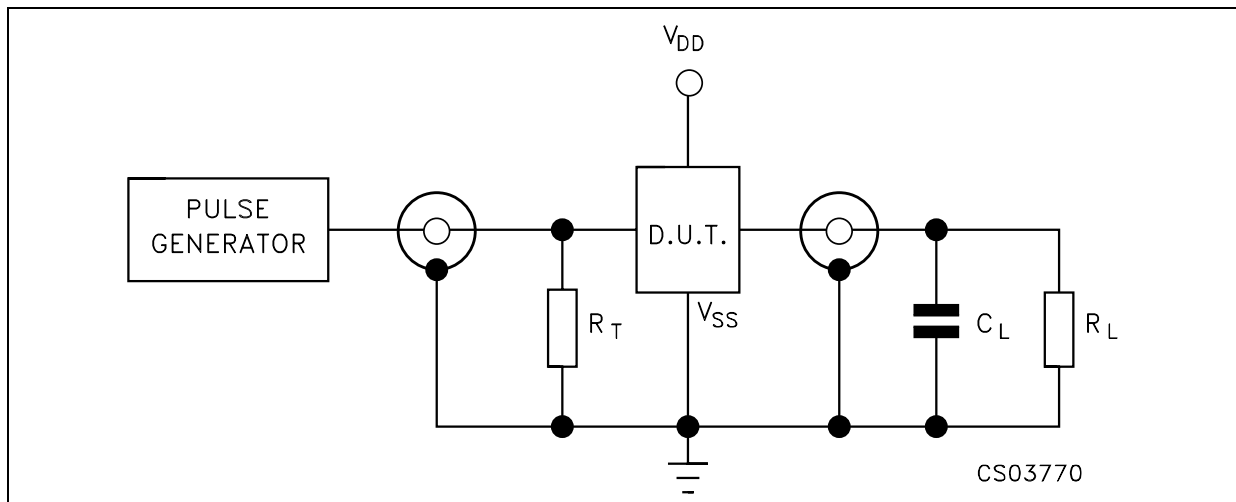 VDD
PULSE
GENERATOR
D.U.T.
VSS
RT
CL
RL
CS03770